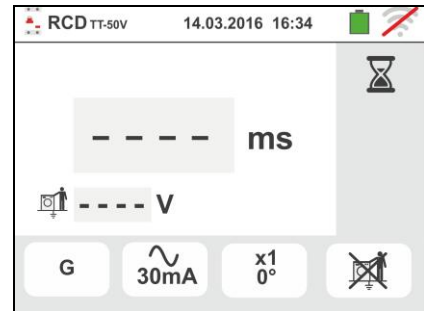 RCD TT-50V 14.03.2016 16:34
- - - - ms
- - - - V
G
30mA
x1
0°